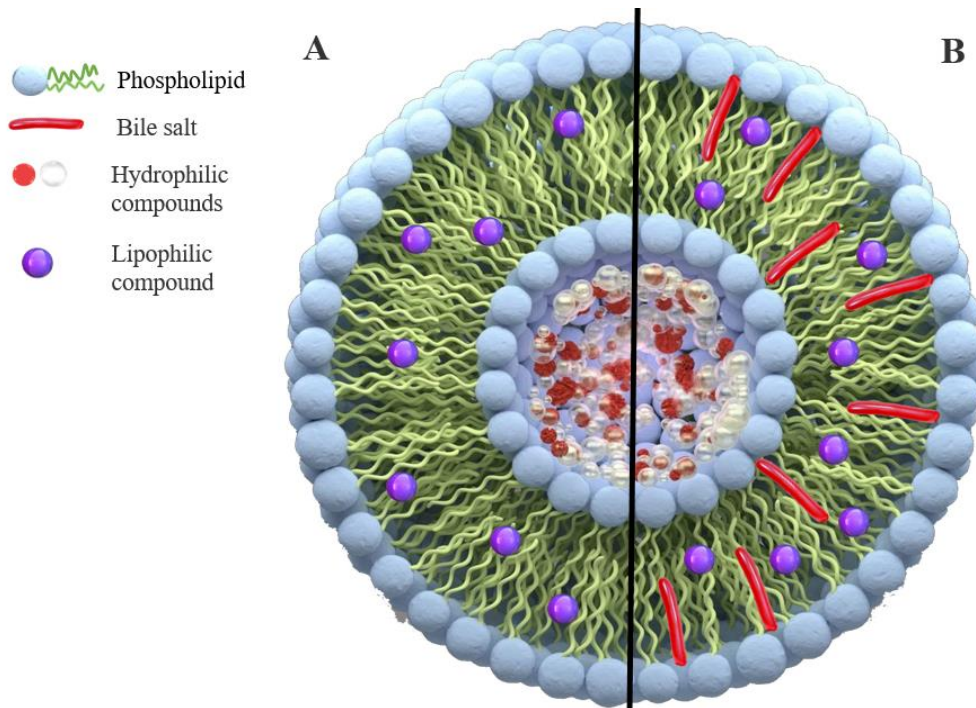 A
B
Phospholipid
Bile salt
Hydrophilic
compounds
Lipophilic
compound